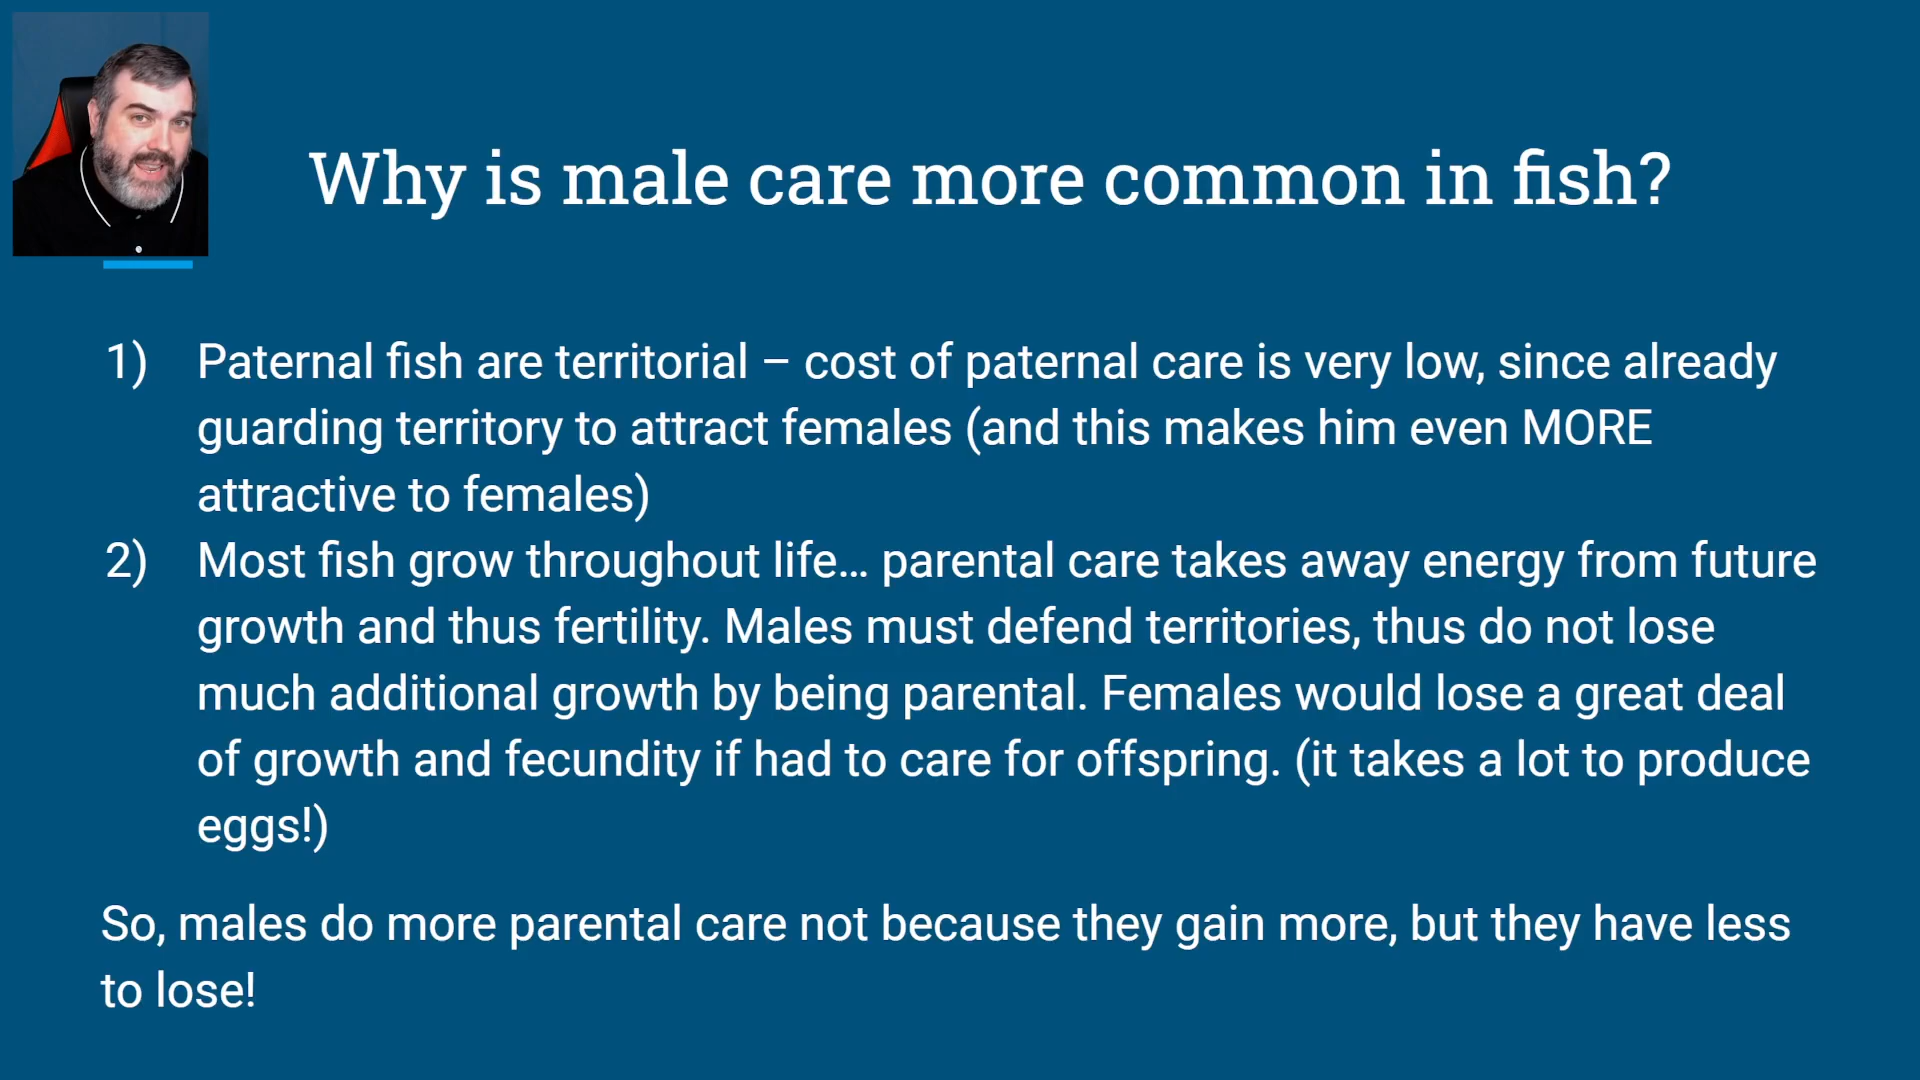 Why is male care more common in fish?
1) Paternal fish are territorial – cost of paternal care is very low, since already
guarding territory to attract females (and this makes him even MORE
attractive to females)
2) Most fish grow throughout life... parental care takes away energy from future
growth and thus fertility. Males must defend territories, thus do not lose
much additional growth by being parental. Females would lose a great deal
of growth and fecundity if had to care for offspring. (it takes a lot to produce
eggs!)
So, males do more parental care not because they gain more, but they have less
to lose!